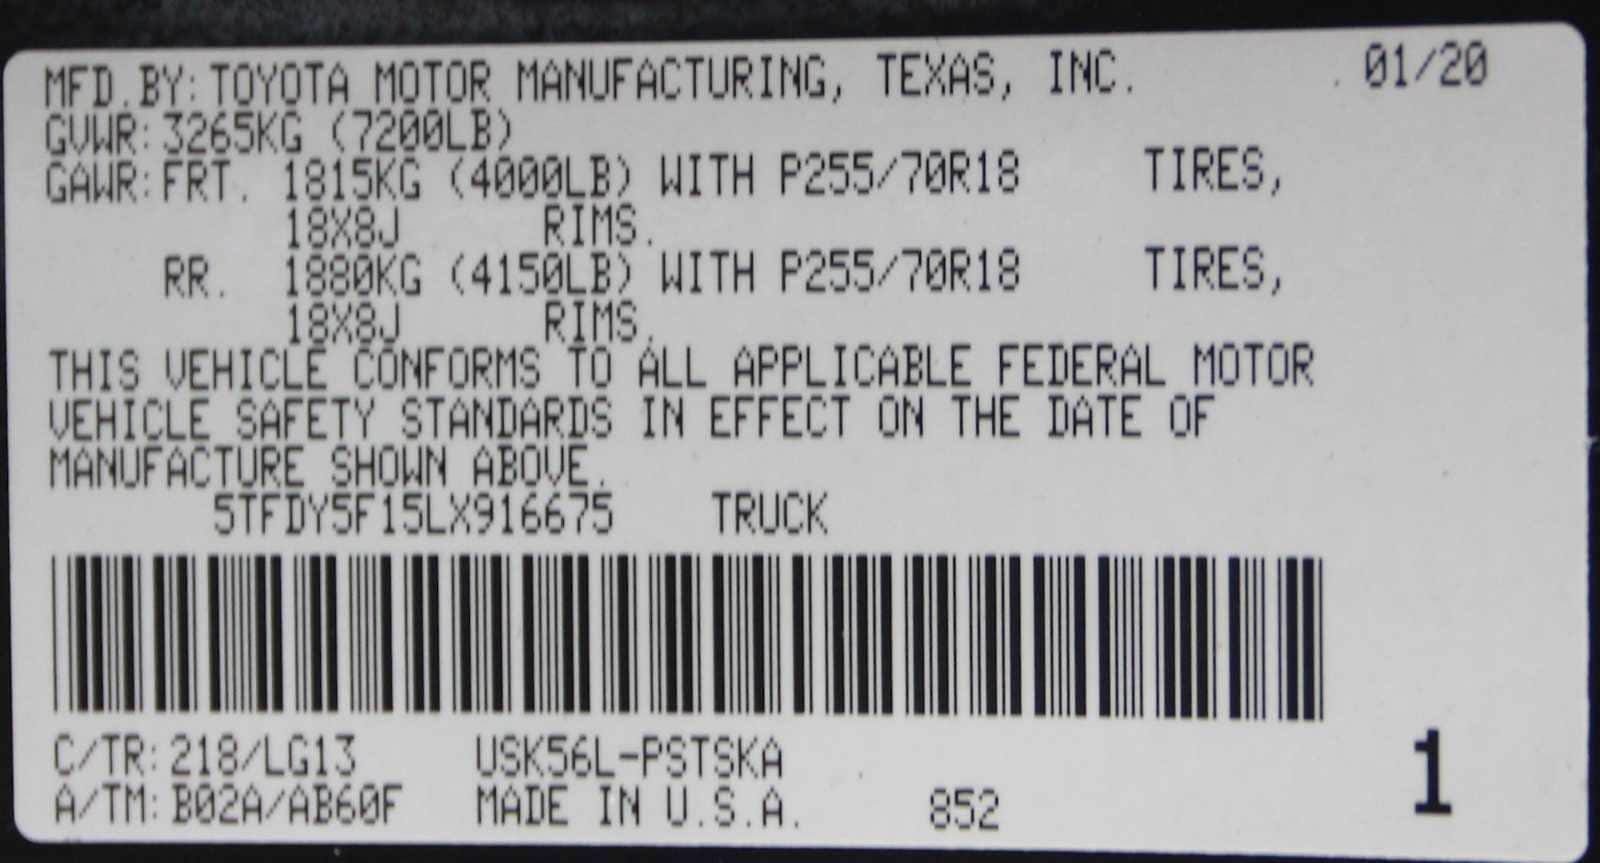 MFD.BY:TOYOTA MOTOR MANUFACTURING, TEXAS, INC. 01/20
GVWR:3265KG (7200LB)
GAWR:FRT. 1815KG (4000LB) WITH P255/70R18 TIRES,
18X8J RIMS.
RR. 1880KG (4150LB) WITH P255/70R18 TIRES,
18X8J RIMS.
THIS VEHICLE CONFORMS TO ALL APPLICABLE FEDERAL MOTOR
VEHICLE SAFETY STANDARDS IN EFFECT ON THE DATE OF
MANUFACTURE SHOWN ABOVE.
5TFDY5F15LX916675 TRUCK
C/TR:218/LG13 USK56L-PSTSKA
A/TM:B02A/AB60F MADE IN U.S.A. 852 1